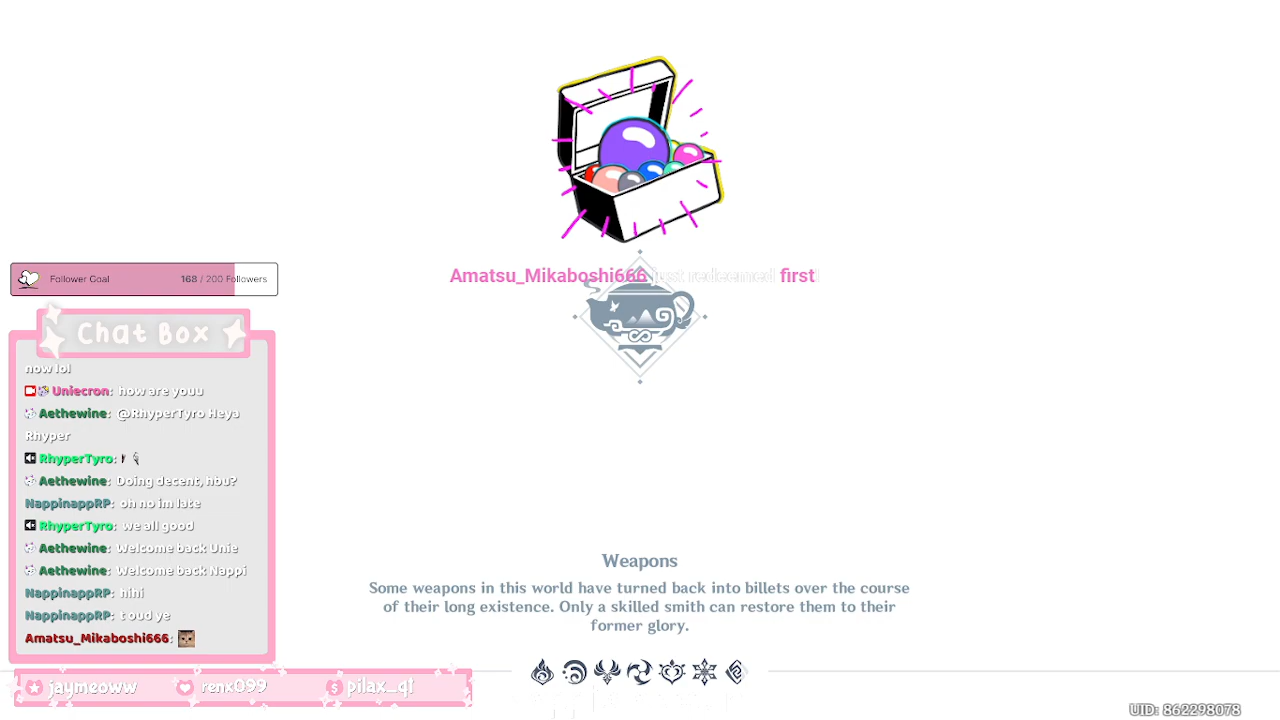 Amatsu_Mikaboshi666 just redeemed first
Follower Goal 168 / 200 Followers
Chat Box
now lol
Uniecron: how are youu
Aethewine: @RhyperTyro Heya
Rhyper
RhyperTyro:
Aethewine: Doing decent, hbu?
NappinappRP: oh no im late
RhyperTyro: we all good
Aethewine: Welcome back Unie
Aethewine: Welcome back Nappi
NappinappRP: hini
NappinappRP: t oud ye
Amatsu_Mikaboshi666:
Weapons
Some weapons in this world have turned back into billets over the course
of their long existence. Only a skilled smith can restore them to their
former glory.
jaymeoww renx099 pilax_qt
UID: 862298078